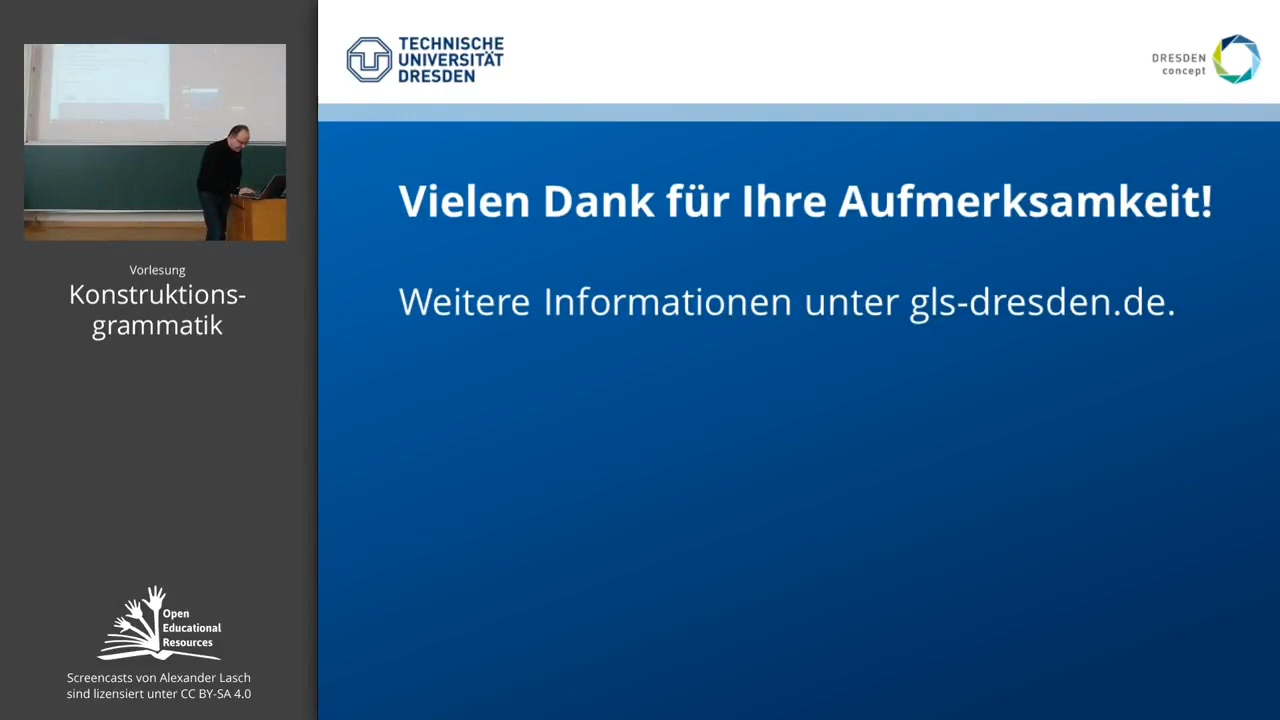 Vorlesung
Konstruktions-
grammatik
Open
Educational
Resources
Screencasts von Alexander Lasch
sind lizensiert unter CC BY-SA 4.0
TECHNISCHE
UNIVERSITÄT
DRESDEN
DRESDEN
concept
Vielen Dank für Ihre Aufmerksamkeit!
Weitere Informationen unter gls-dresden.de.